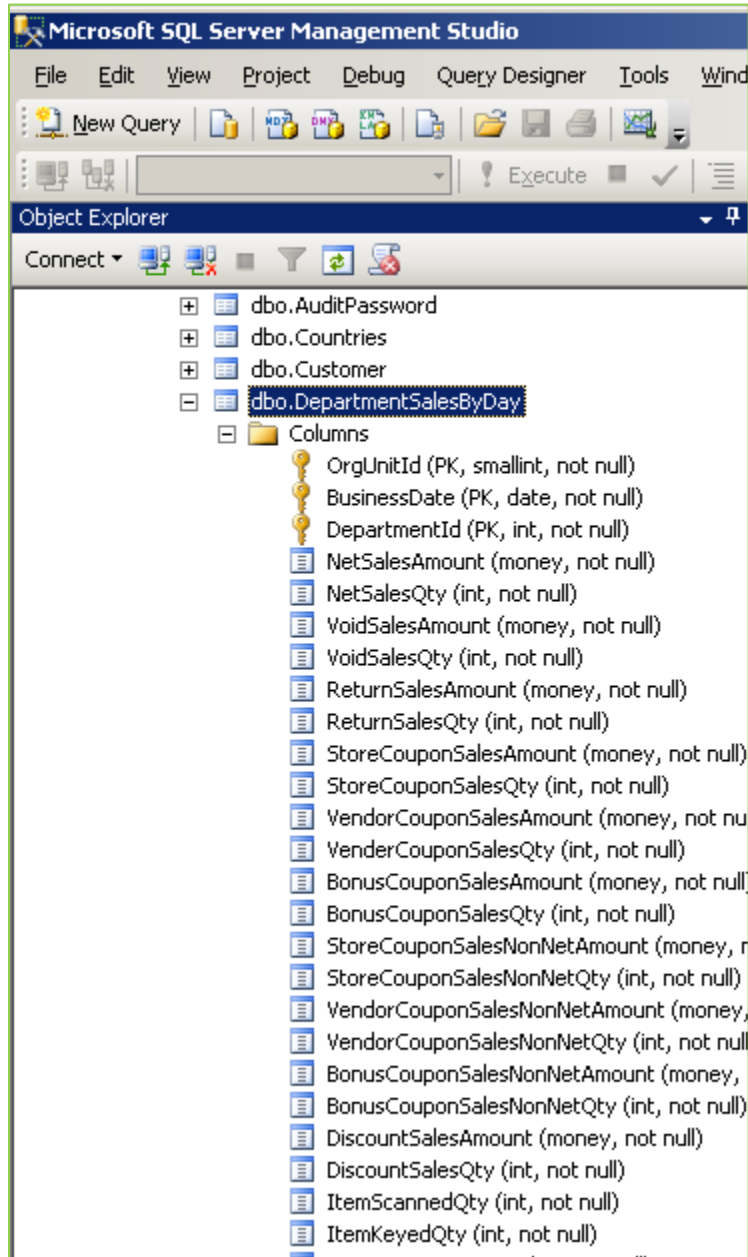 Microsoft SQL Server Management Studio
File Edit View Project Debug Query Designer Tools Wind
New Query MDX DMX XMLA
Execute
Object Explorer
Connect
dbo.AuditPassword
dbo.Countries
dbo.Customer
dbo.DepartmentSalesByDay
Columns
OrgUnitId (PK, smallint, not null)
BusinessDate (PK, date, not null)
DepartmentId (PK, int, not null)
NetSalesAmount (money, not null)
NetSalesQty (int, not null)
VoidSalesAmount (money, not null)
VoidSalesQty (int, not null)
ReturnSalesAmount (money, not null)
ReturnSalesQty (int, not null)
StoreCouponSalesAmount (money, not null)
StoreCouponSalesQty (int, not null)
VendorCouponSalesAmount (money, not nu
VenderCouponSalesQty (int, not null)
BonusCouponSalesAmount (money, not null)
BonusCouponSalesQty (int, not null)
StoreCouponSalesNonNetAmount (money, n
StoreCouponSalesNonNetQty (int, not null)
VendorCouponSalesNonNetAmount (money,
VendorCouponSalesNonNetQty (int, not null
BonusCouponSalesNonNetAmount (money,
BonusCouponSalesNonNetQty (int, not null)
DiscountSalesAmount (money, not null)
DiscountSalesQty (int, not null)
ItemScannedQty (int, not null)
ItemKeyedQty (int, not null)